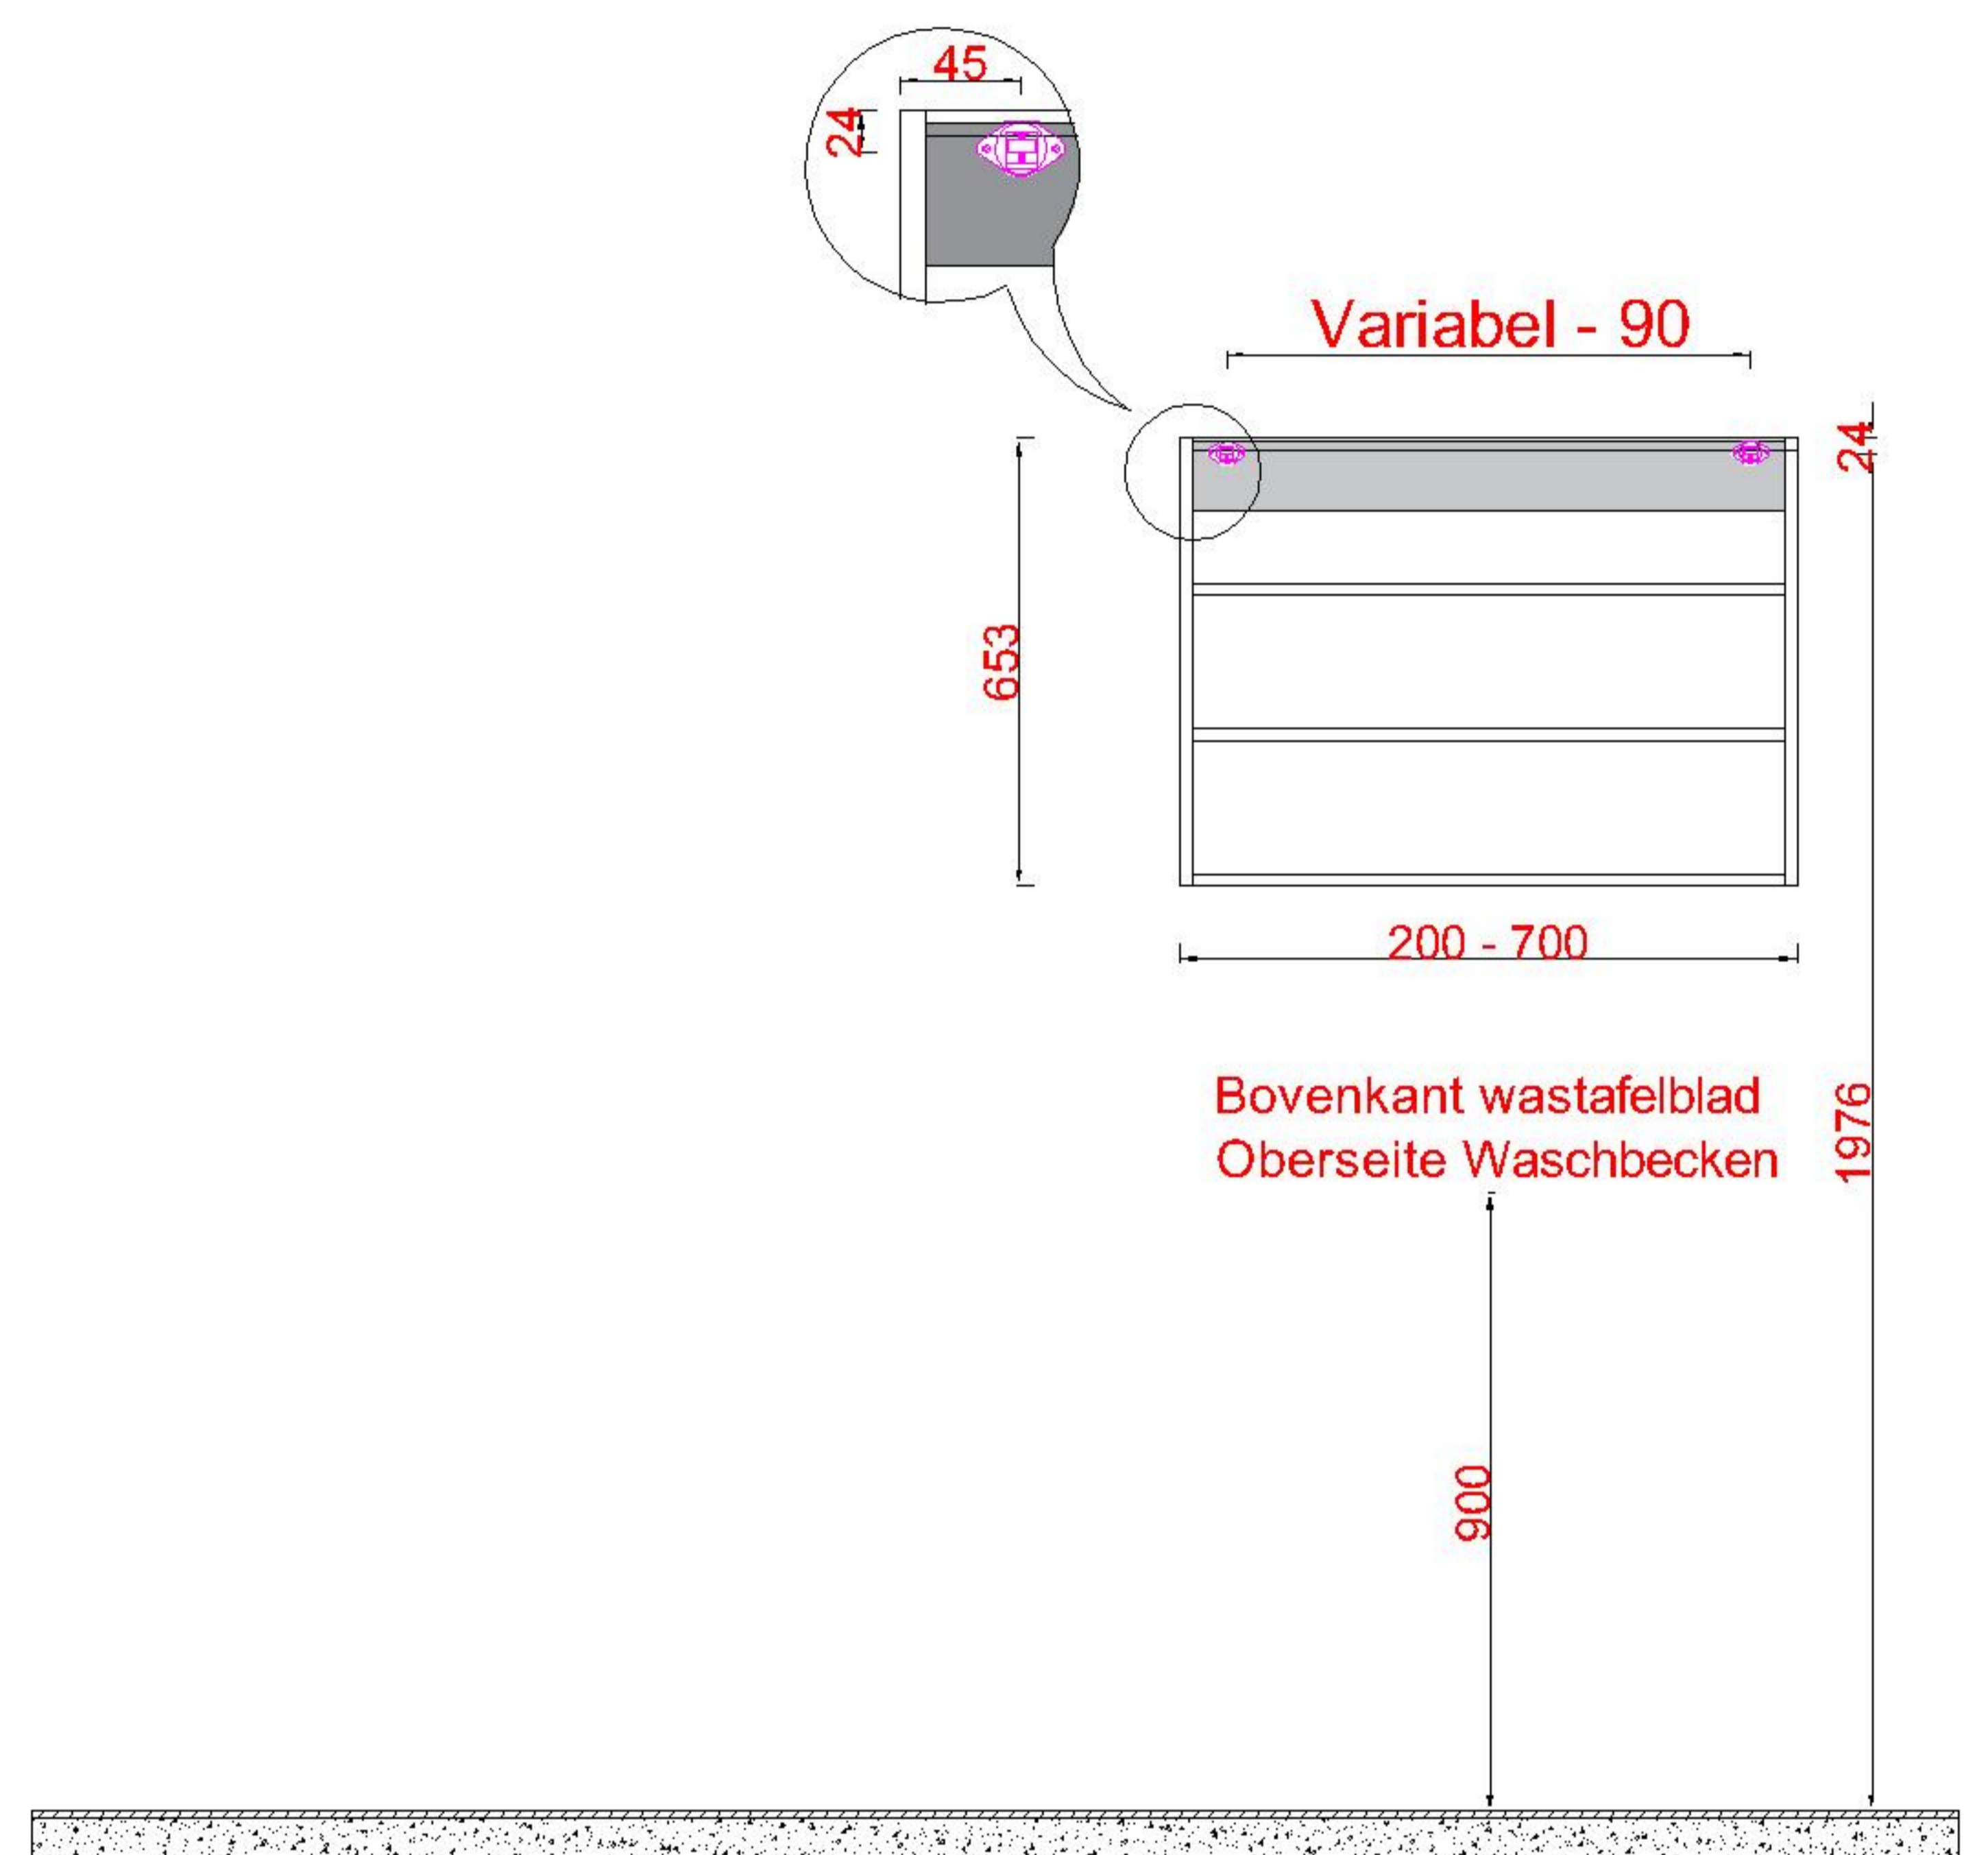 45
24
Variabel - 90
24
653
200 - 700
Bovenkant wastafelblad
Oberseite Waschbecken
1976
900